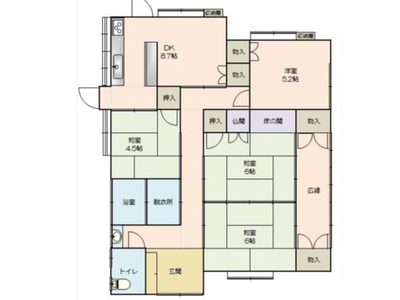 収納庫
収納庫
DK
8.7帖
物入
物入
洋室
5.2帖
押入
押入
仏間
床の間
物入
和室
4.5帖
和室
6帖
広縁
浴室
脱衣所
和室
6帖
トイレ
玄関
物入